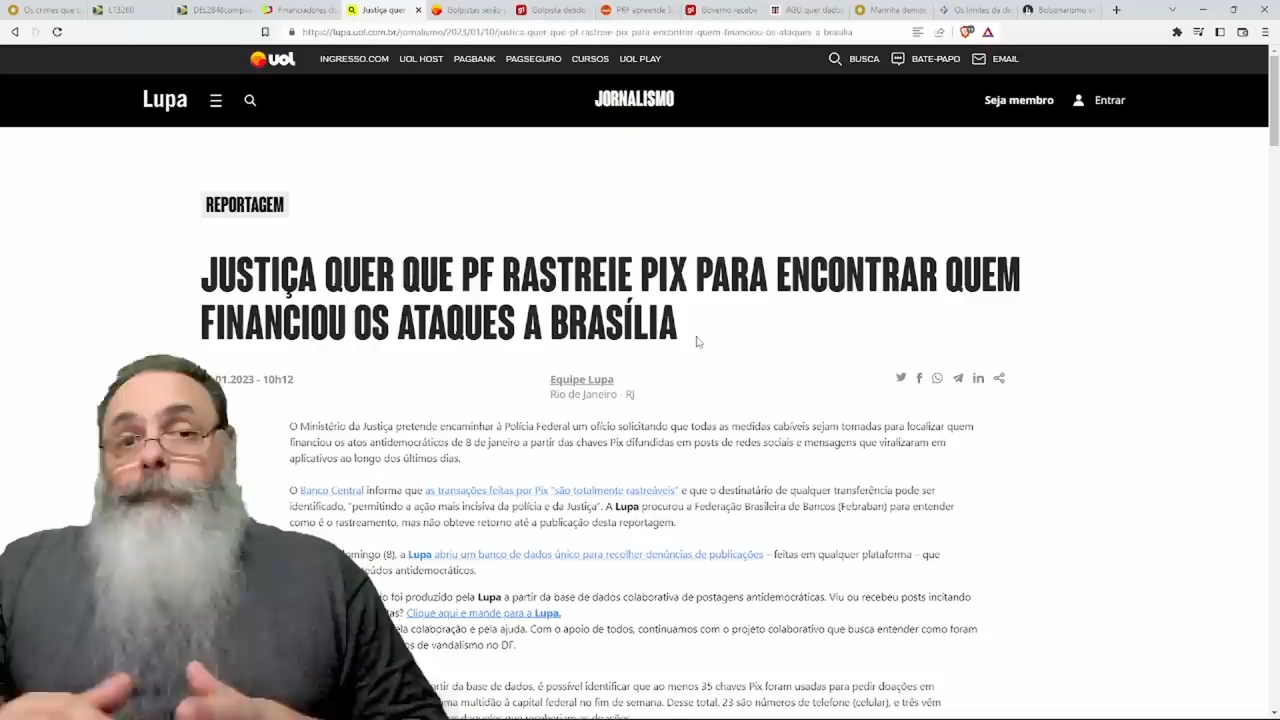 Os crimes que
L13260
DEL2848compila
Financiadores d
Justiça quer
Golpistas serão
Golpista detido
PRF apreende
Governo recebe
AGU quer dados
Marinha demite
Os limites da
Bolsonarismo v
https://lupa.uol.com.br/jornalismo/2023/01/10/justica-quer-que-pf-rastreie-pix-para-encontrar-quem-financiou-os-ataques-a-brasilia
UOL INGRESSO.COM UOL HOST PAGBANK PAGSEGURO CURSOS UOL PLAY BUSCA BATE-PAPO EMAIL
Lupa JORNALISMO Seja membro Entrar
REPORTAGEM
JUSTIÇA QUER QUE PF RASTREIE PIX PARA ENCONTRAR QUEM
FINANCIOU OS ATAQUES A BRASÍLIA
.01.2023 - 10h12 Equipe Lupa
Rio de Janeiro - RJ
O Ministério da Justiça pretende encaminhar à Polícia Federal um ofício solicitando que todas as medidas cabíveis sejam tomadas para localizar quem
financiou os atos antidemocráticos de 8 de janeiro a partir das chaves Pix difundidas em posts de redes sociais e mensagens que viralizaram em
aplicativos ao longo dos últimos dias.
O Banco Central informa que as transações feitas por Pix "são totalmente rastreáveis" e que o destinatário de qualquer transferência pode ser
identificado, "permitindo a ação mais incisiva da polícia e da Justiça". A Lupa procurou a Federação Brasileira de Bancos (Febraban) para entender
como é o rastreamento, mas não obteve retorno até a publicação desta reportagem.
omingo (8), a Lupa abriu um banco de dados único para recolher denúncias de publicações – feitas em qualquer plataforma – que
eúdos antidemocráticos.
o foi produzido pela Lupa a partir da base de dados colaborativa de postagens antidemocráticas. Viu ou recebeu posts incitando
as? Clique aqui e mande para a Lupa.
ela colaboração e pela ajuda. Com o apoio de todos, continuamos com o projeto colaborativo que busca entender como foram
os de vandalismo no DF.
artir da base de dados, é possível identificar que ao menos 35 chaves Pix foram usadas para pedir doações em
ma multidão à capital federal no fim de semana. Desse total, 23 são números de telefone (celular), e três vêm
daqueles que receberiam as doações.